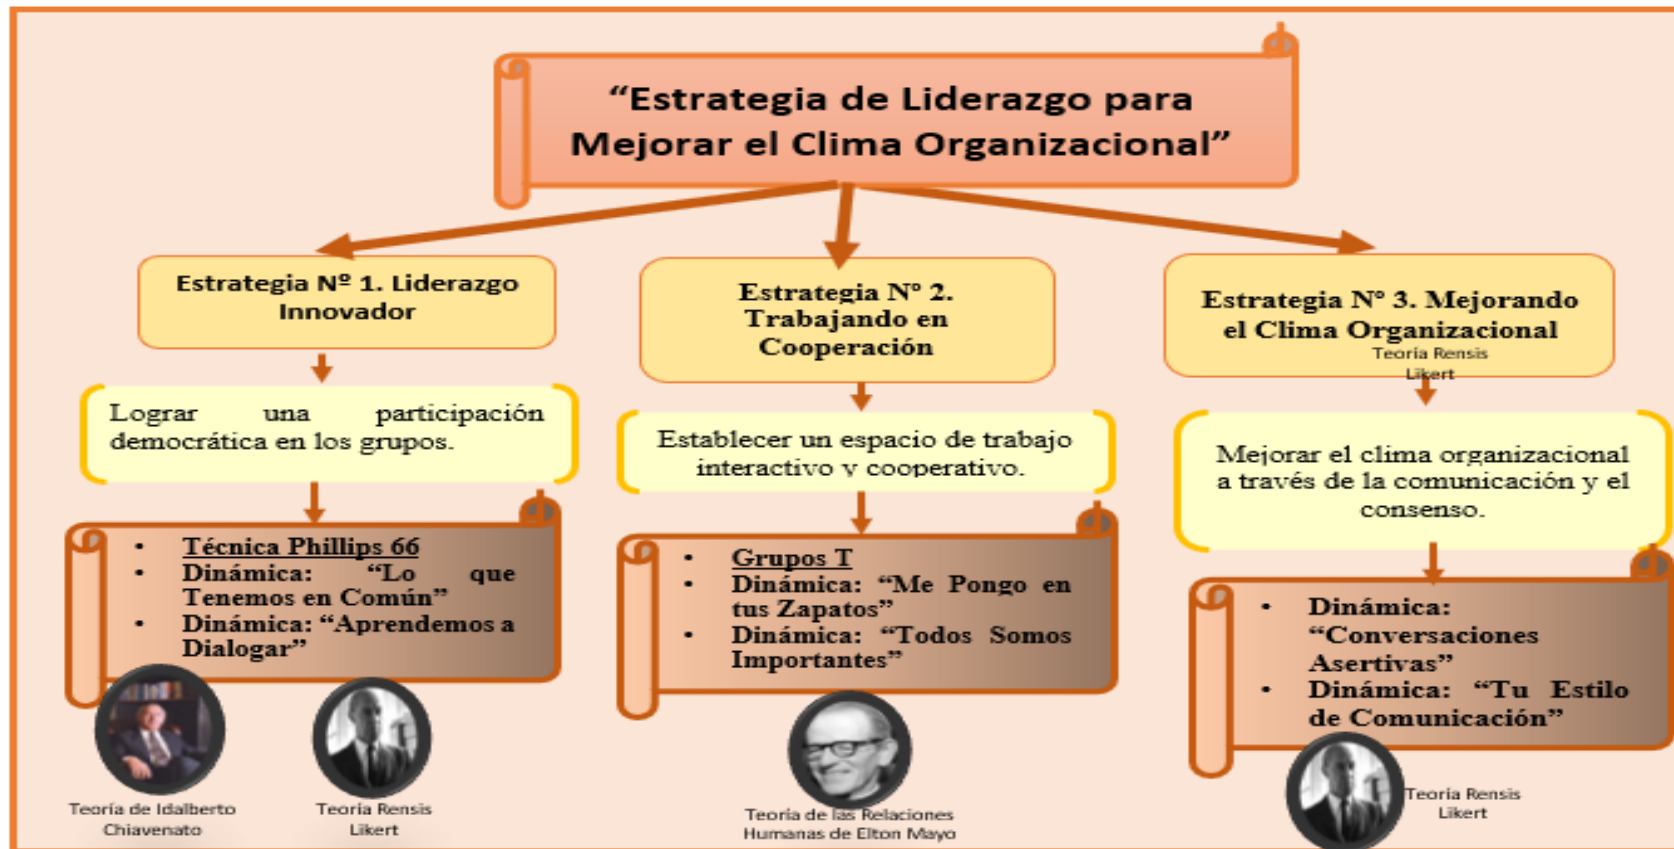 “Estrategia de Liderazgo para
Mejorar el Clima Organizacional”
Estrategia Nº 1. Liderazgo
Innovador
Lograr una participación
democrática en los grupos.
• Técnica Phillips 66
• Dinámica: “Lo que
Tenemos en Común”
• Dinámica: “Aprendemos a
Dialogar”
Teoría de Idalberto
Chiavenato
Teoría Rensis
Likert
Estrategia N° 2.
Trabajando en
Cooperación
Establecer un espacio de trabajo
interactivo y cooperativo.
• Grupos T
• Dinámica: “Me Pongo en
tus Zapatos”
• Dinámica: “Todos Somos
Importantes”
Teoría de las Relaciones
Humanas de Elton Mayo
Estrategia N° 3. Mejorando
el Clima Organizacional
Teoría Rensis
Likert
Mejorar el clima organizacional
a través de la comunicación y el
consenso.
• Dinámica:
“Conversaciones
Asertivas”
• Dinámica: “Tu Estilo
de Comunicación”
Teoría Rensis
Likert